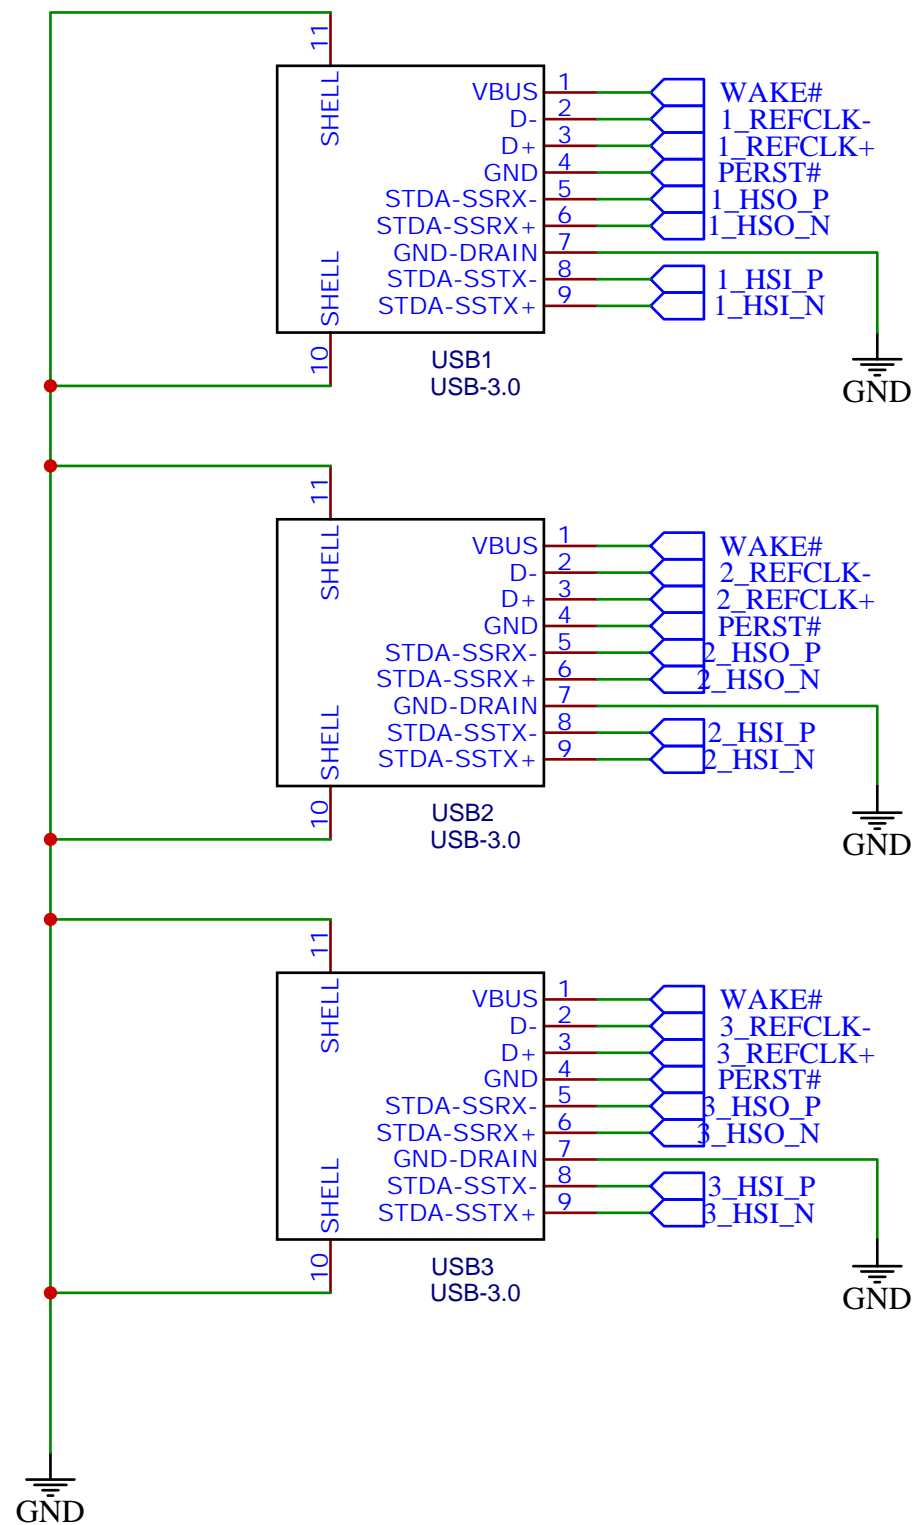 11
SHELL
VBUS 1 WAKE#
D- 2 1_REFCLK-
D+ 3 1_REFCLK+
GND 4 PERST#
STDA-SSRX- 5 1_HSO_P
STDA-SSRX+ 6 1_HSO_N
GND-DRAIN 7
STDA-SSTX- 8 1_HSI_P
STDA-SSTX+ 9 1_HSI_N
SHELL
10
USB1
USB-3.0
GND
11
SHELL
VBUS 1 WAKE#
D- 2 2_REFCLK-
D+ 3 2_REFCLK+
GND 4 PERST#
STDA-SSRX- 5 2_HSO_P
STDA-SSRX+ 6 2_HSO_N
GND-DRAIN 7
STDA-SSTX- 8 2_HSI_P
STDA-SSTX+ 9 2_HSI_N
SHELL
10
USB2
USB-3.0
GND
11
SHELL
VBUS 1 WAKE#
D- 2 3_REFCLK-
D+ 3 3_REFCLK+
GND 4 PERST#
STDA-SSRX- 5 3_HSO_P
STDA-SSRX+ 6 3_HSO_N
GND-DRAIN 7
STDA-SSTX- 8 3_HSI_P
STDA-SSTX+ 9 3_HSI_N
SHELL
10
USB3
USB-3.0
GND
GND